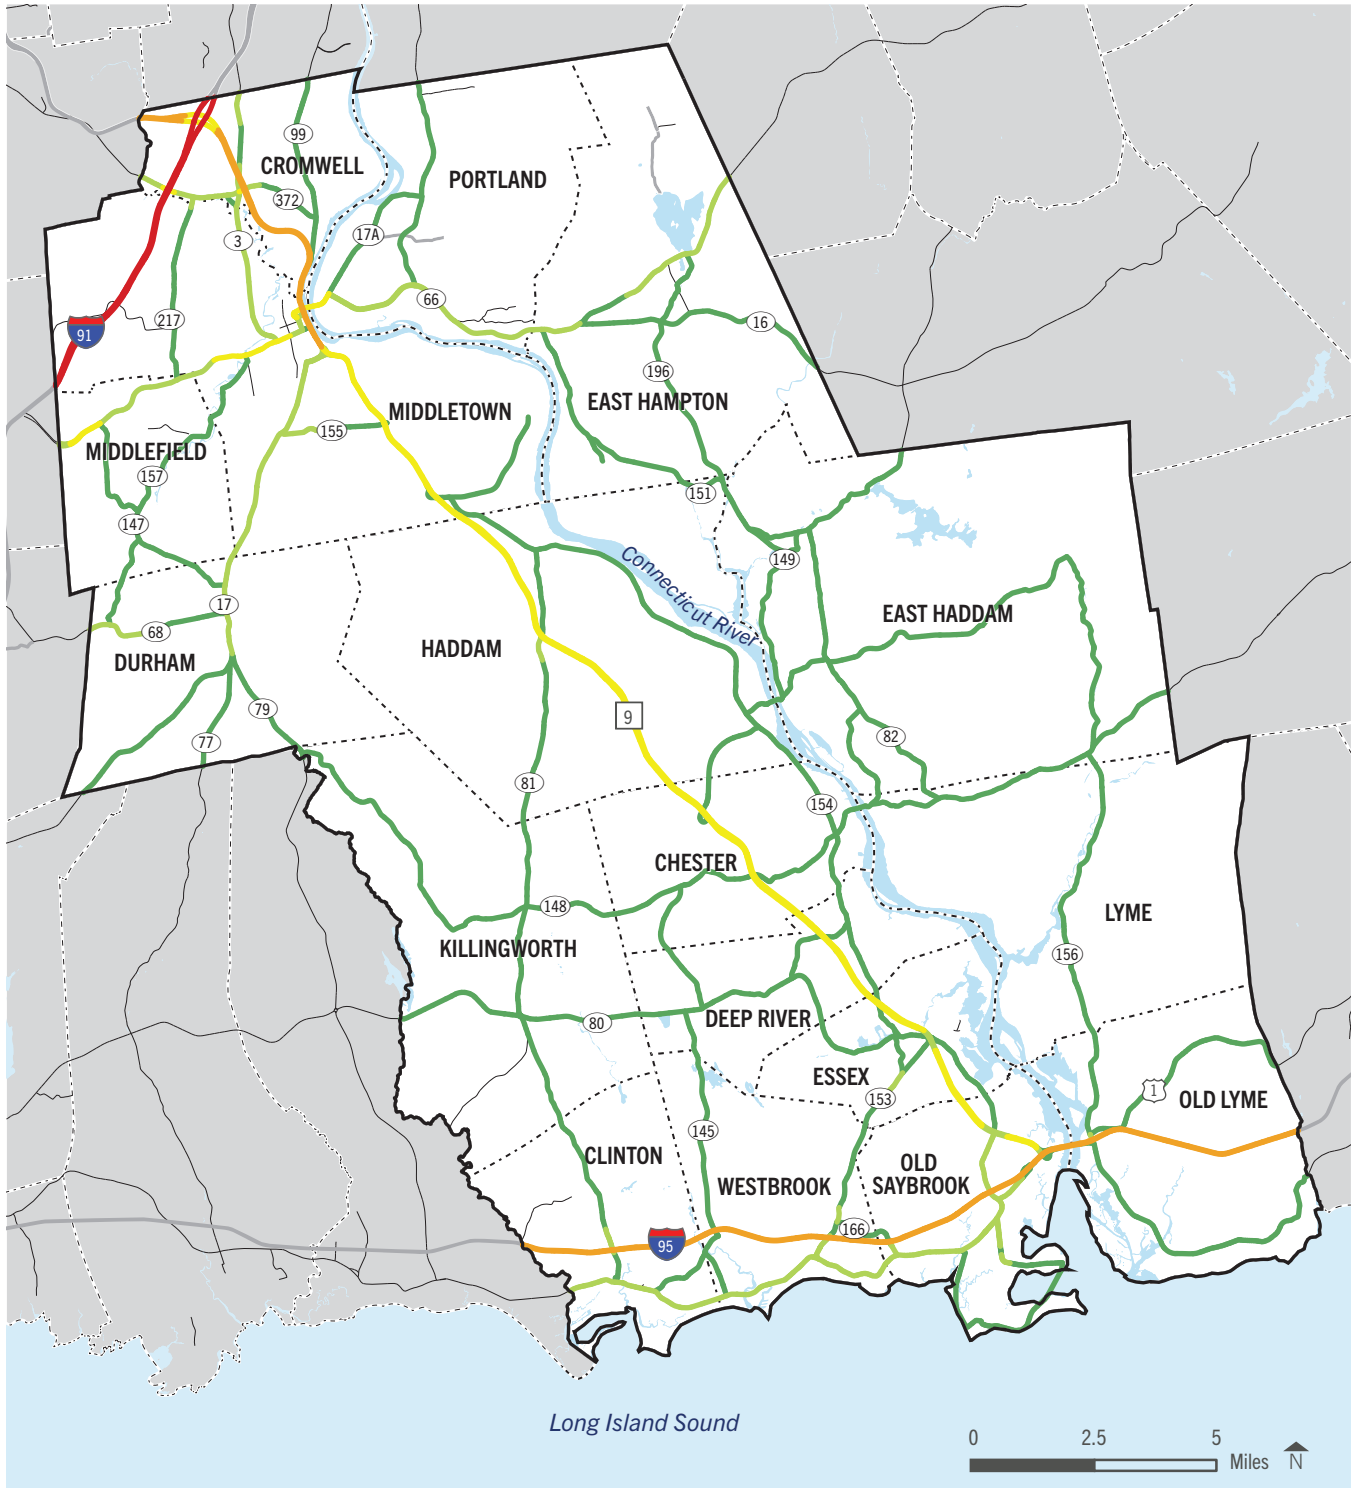 99
CROMWELL
PORTLAND
372
17A
3
66
217
91
16
196
EAST HAMPTON
MIDDLETOWN
155
MIDDLEFIELD
157
151
147
149
Connecticut River
17
68
EAST HADDAM
DURHAM
HADDAM
79
9
77
82
81
154
CHESTER
148
LYME
KILLINGWORTH
156
80
DEEP RIVER
ESSEX
1
OLD LYME
153
145
CLINTON
OLD
SAYBROOK
WESTBROOK
166
95
Long Island Sound
0 2.5 5
Miles N